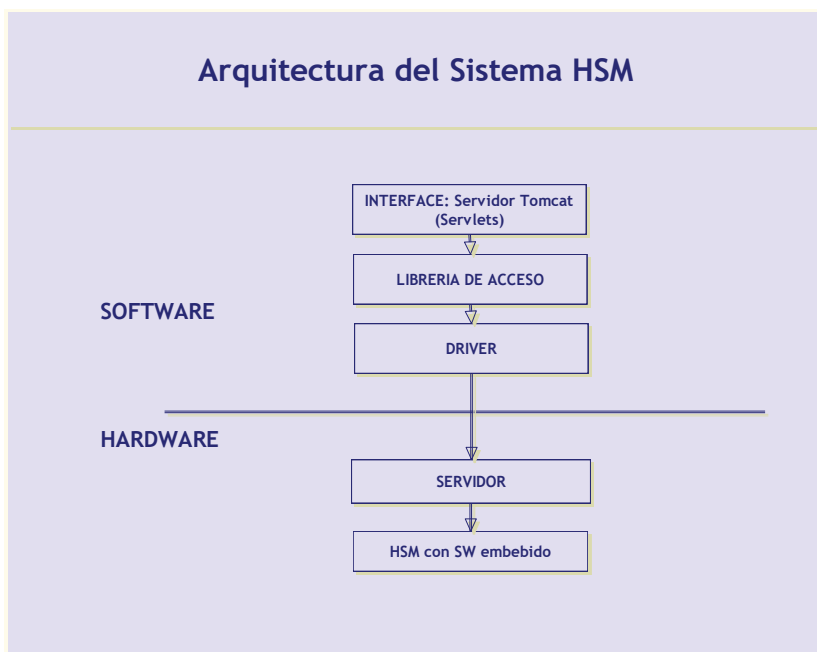 Arquitectura del Sistema HSM
INTERFACE: Servidor Tomcat
(Servlets)
LIBRERIA DE ACCESO
SOFTWARE
DRIVER
HARDWARE
SERVIDOR
HSM con SW embebido